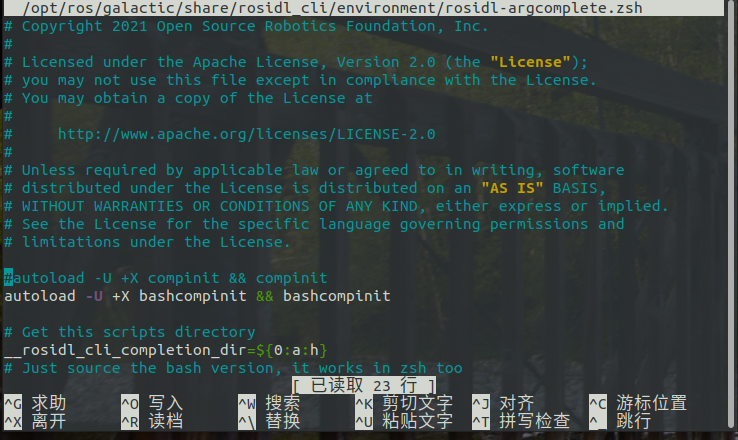 /opt/ros/galactic/share/rosidl_cli/environment/rosidl-argcomplete.zsh
# Copyright 2021 Open Source Robotics Foundation, Inc.
#
# Licensed under the Apache License, Version 2.0 (the "License");
# you may not use this file except in compliance with the License.
# You may obtain a copy of the License at
#
#     http://www.apache.org/licenses/LICENSE-2.0
#
# Unless required by applicable law or agreed to in writing, software
# distributed under the License is distributed on an "AS IS" BASIS,
# WITHOUT WARRANTIES OR CONDITIONS OF ANY KIND, either express or implied.
# See the License for the specific language governing permissions and
# limitations under the License.
#autoload -U +X compinit && compinit
autoload -U +X bashcompinit && bashcompinit
# Get this scripts directory
__rosidl_cli_completion_dir=${0:a:h}
# Just source the bash version, it works in zsh too
[ 已读取 23 行 ]
^G 求助 ^O 写入 ^W 搜索 ^K 剪切文字 ^J 对齐 ^C 游标位置
^X 离开 ^R 读档 ^\ 替换 ^U 粘贴文字 ^T 拼写检查 ^_ 跳行